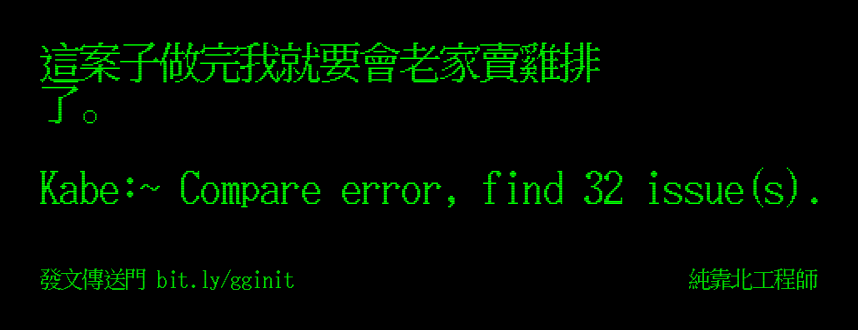 這案子做完我就要會老家賣雞排
了。
Kabe:~ Compare error, find 32 issue(s).
發文傳送門 bit.ly/gginit
純靠北工程師